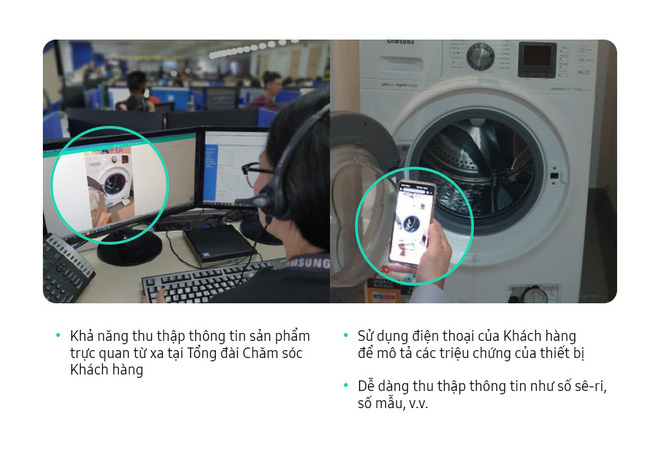 SAMSUNG
SAMSUNG
Khả năng thu thập thông tin sản phẩm
trực quan từ xa tại Tổng đài Chăm sóc
Khách hàng
Sử dụng điện thoại của Khách hàng
để mô tả các triệu chứng của thiết bị
Dễ dàng thu thập thông tin như số sê-ri,
số mẫu, v.v.